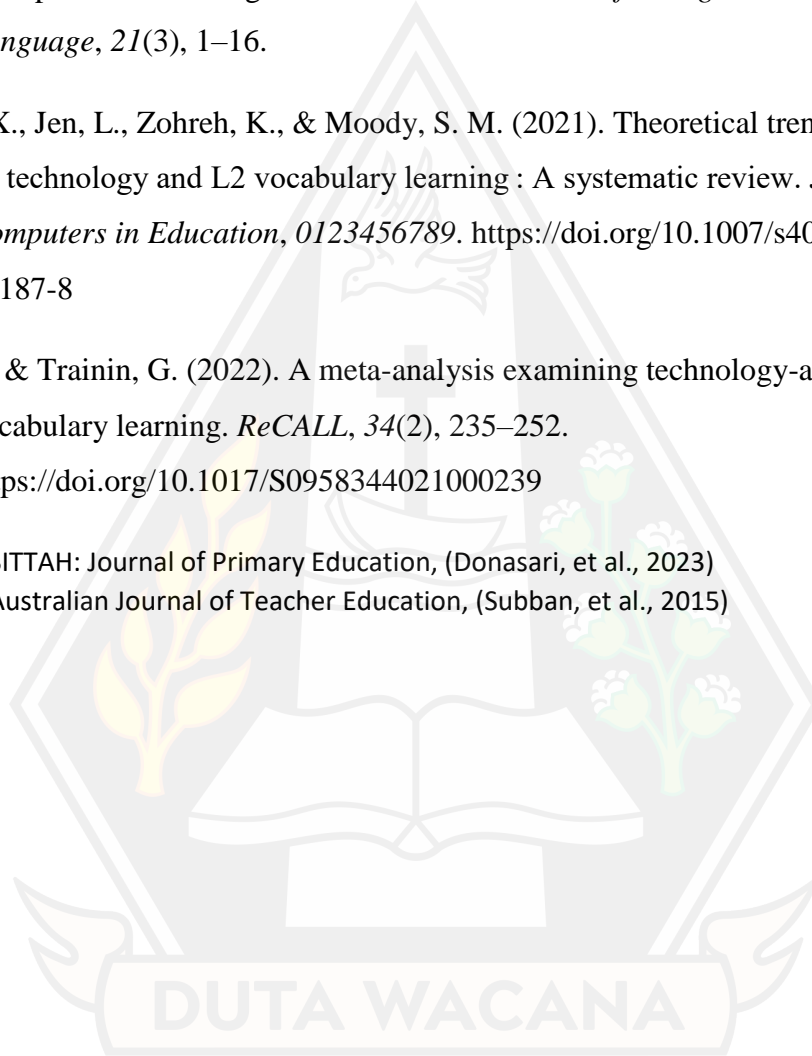 nguage, 21(3), 1–16.
X., Jen, L., Zohreh, K., & Moody, S. M. (2021). Theoretical tren
technology and L2 vocabulary learning : A systematic review. J
omputers in Education, 0123456789. https://doi.org/10.1007/s40
187-8
& Trainin, G. (2022). A meta-analysis examining technology-a
cabulary learning. ReCALL, 34(2), 235–252.
ps://doi.org/10.1017/S0958344021000239
ITTAH: Journal of Primary Education, (Donasari, et al., 2023)
Australian Journal of Teacher Education, (Subban, et al., 2015)
DUTA WACANA